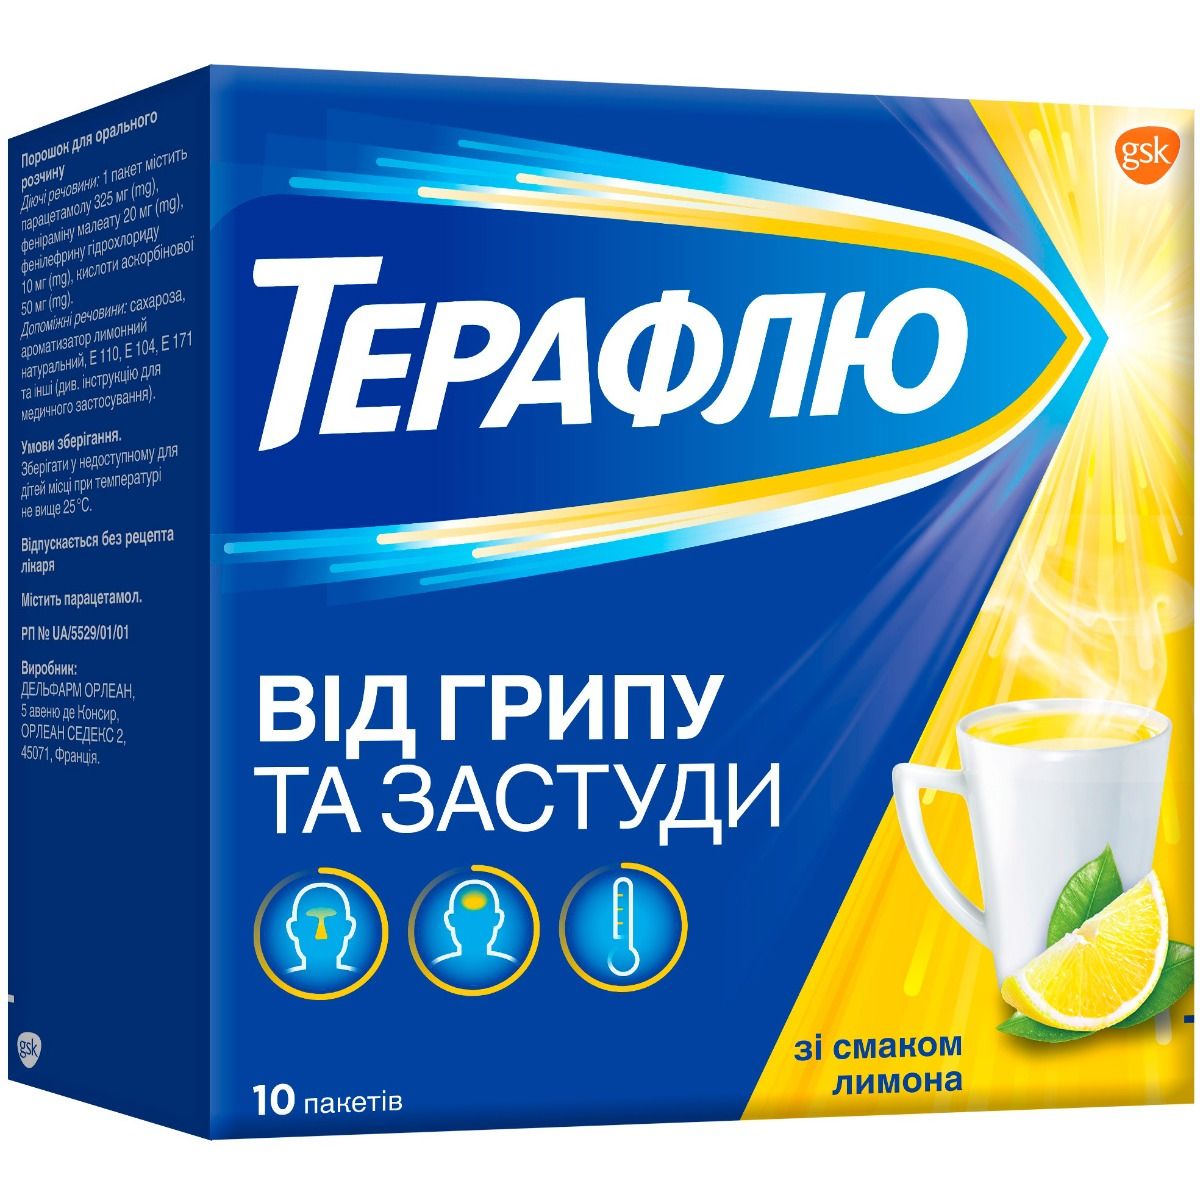 Порошок для орального
розчину
Діючі речовини: 1 пакет містить
парацетамолу 325 мг (mg),
феніраміну малеату 20 мг (mg),
фенілефрину гідрохлориду
10 мг (mg), кислоти аскорбінової
50 мг (mg).
Допоміжні речовини: сахароза,
ароматизатор лимонний
натуральний, Е 110, Е 104, Е 171
та інші (див. інструкцію для
медичного застосування).
Умови зберігання.
Зберігати у недоступному для
дітей місці при температурі
не вище 25 °С.
Відпускається без рецепта
лікаря
Містить парацетамол.
РП № UA/5529/01/01
Виробник:
ДЕЛЬФАРМ ОРЛЕАН,
5 авеню де Консир,
ОРЛЕАН СЕДЕКС 2,
45071, Франція.
gsk
gsk
ТЕРАФЛЮ
ВІД ГРИПУ
ТА ЗАСТУДИ
зі смаком
лимона
10 пакетів